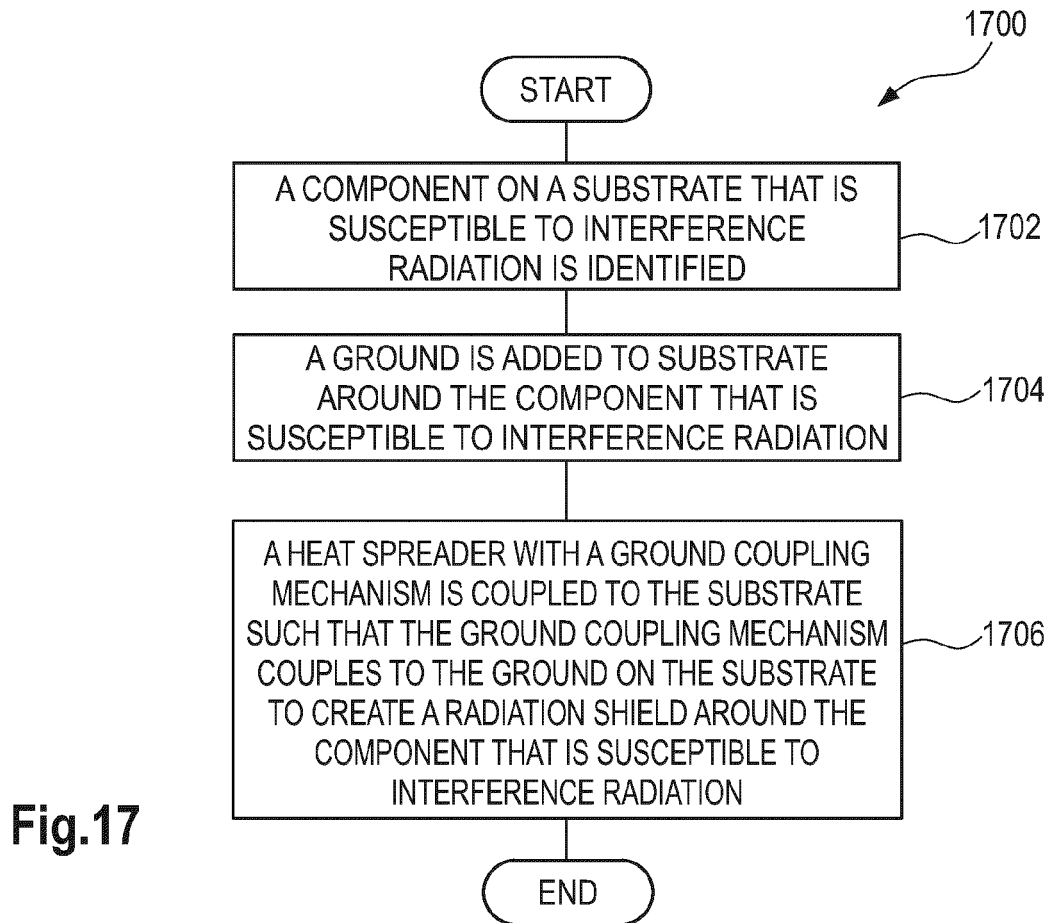 1700
START
A COMPONENT ON A SUBSTRATE THAT IS
SUSCEPTIBLE TO INTERFERENCE
RADIATION IS IDENTIFIED
1702
A GROUND IS ADDED TO SUBSTRATE
AROUND THE COMPONENT THAT IS
SUSCEPTIBLE TO INTERFERENCE RADIATION
1704
A HEAT SPREADER WITH A GROUND COUPLING
MECHANISM IS COUPLED TO THE SUBSTRATE
SUCH THAT THE GROUND COUPLING MECHANISM
COUPLES TO THE GROUND ON THE SUBSTRATE
TO CREATE A RADIATION SHIELD AROUND THE
COMPONENT THAT IS SUSCEPTIBLE TO
INTERFERENCE RADIATION
1706
END
Fig.17